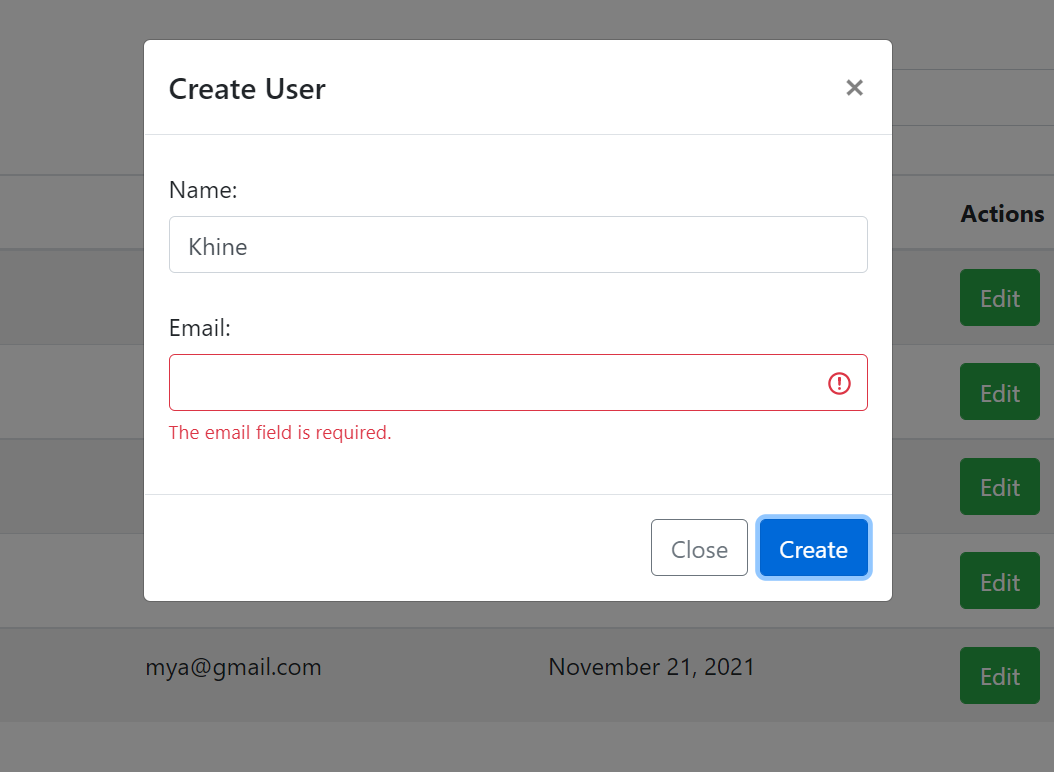 Create User ×
Name:
Khine
Email:
The email field is required.
Close Create
Actions
Edit
Edit
Edit
Edit
mya@gmail.com November 21, 2021 Edit